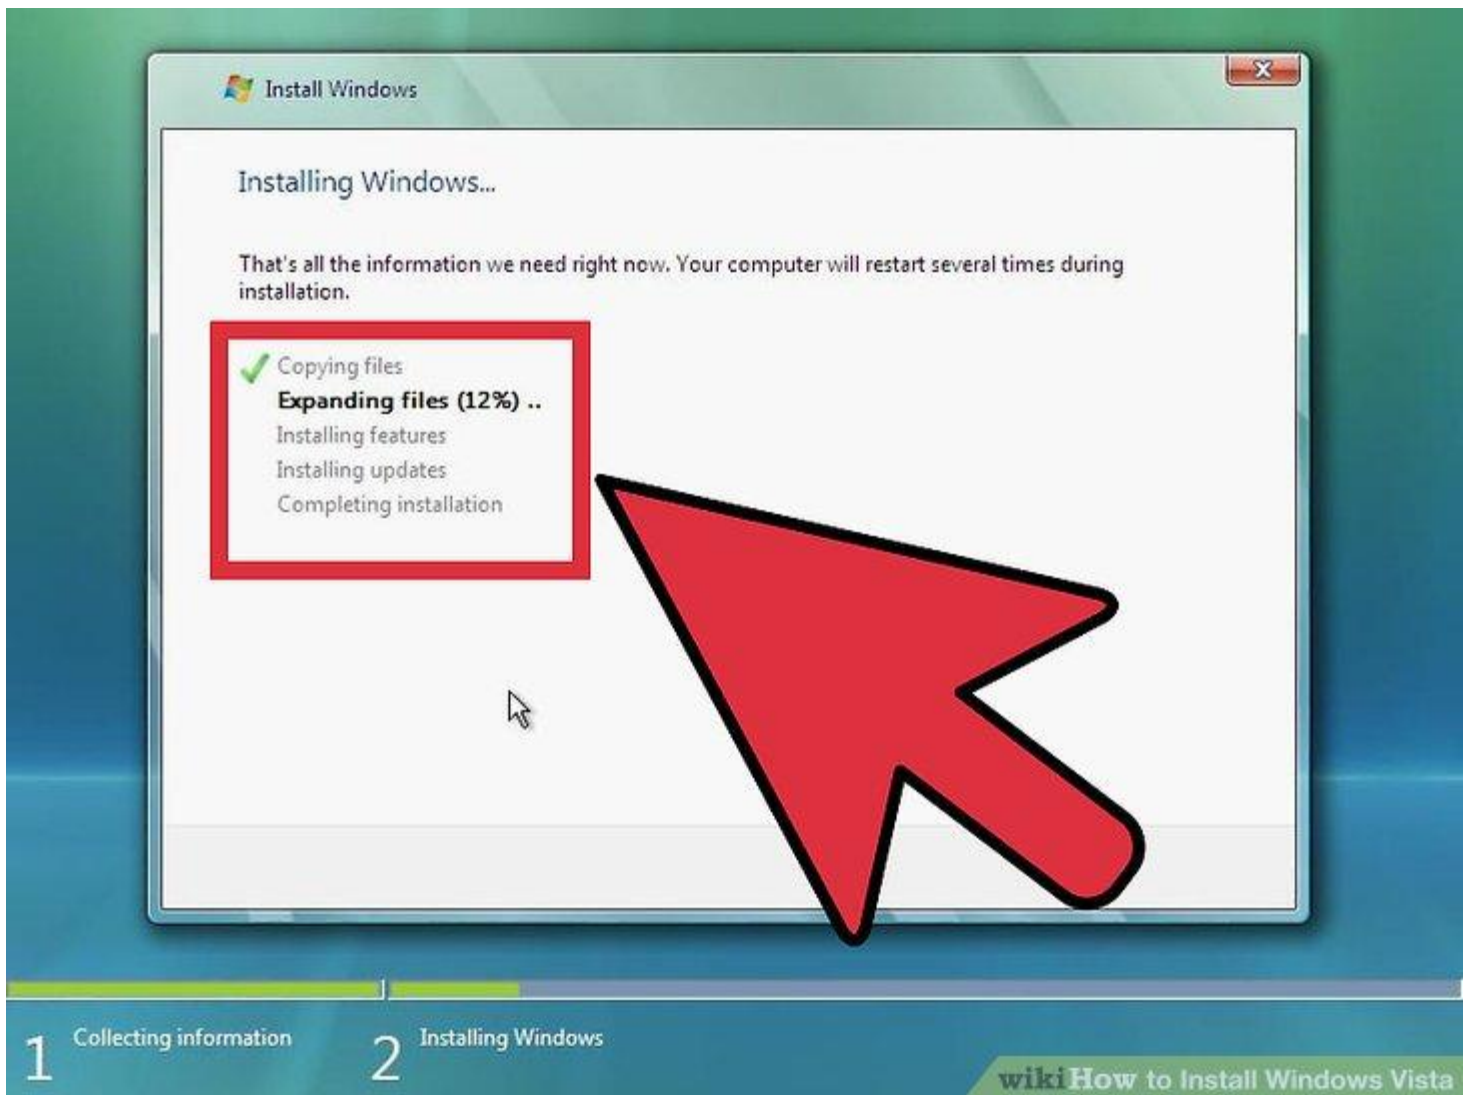 Install Windows
Installing Windows...
That's all the information we need right now. Your computer will restart several times during
installation.
Copying files
Expanding files (12%) ..
Installing features
Installing updates
Completing installation
1 Collecting information
2 Installing Windows
wikiHow to Install Windows Vista